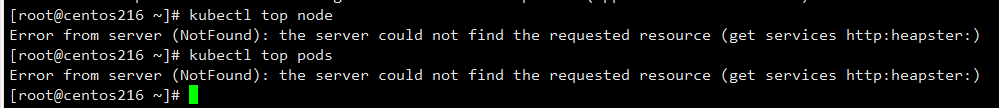 [root@centos216 ~]# kubectl top node
Error from server (NotFound): the server could not find the requested resource (get services http:heapster:)
[root@centos216 ~]# kubectl top pods
Error from server (NotFound): the server could not find the requested resource (get services http:heapster:)
[root@centos216 ~]#